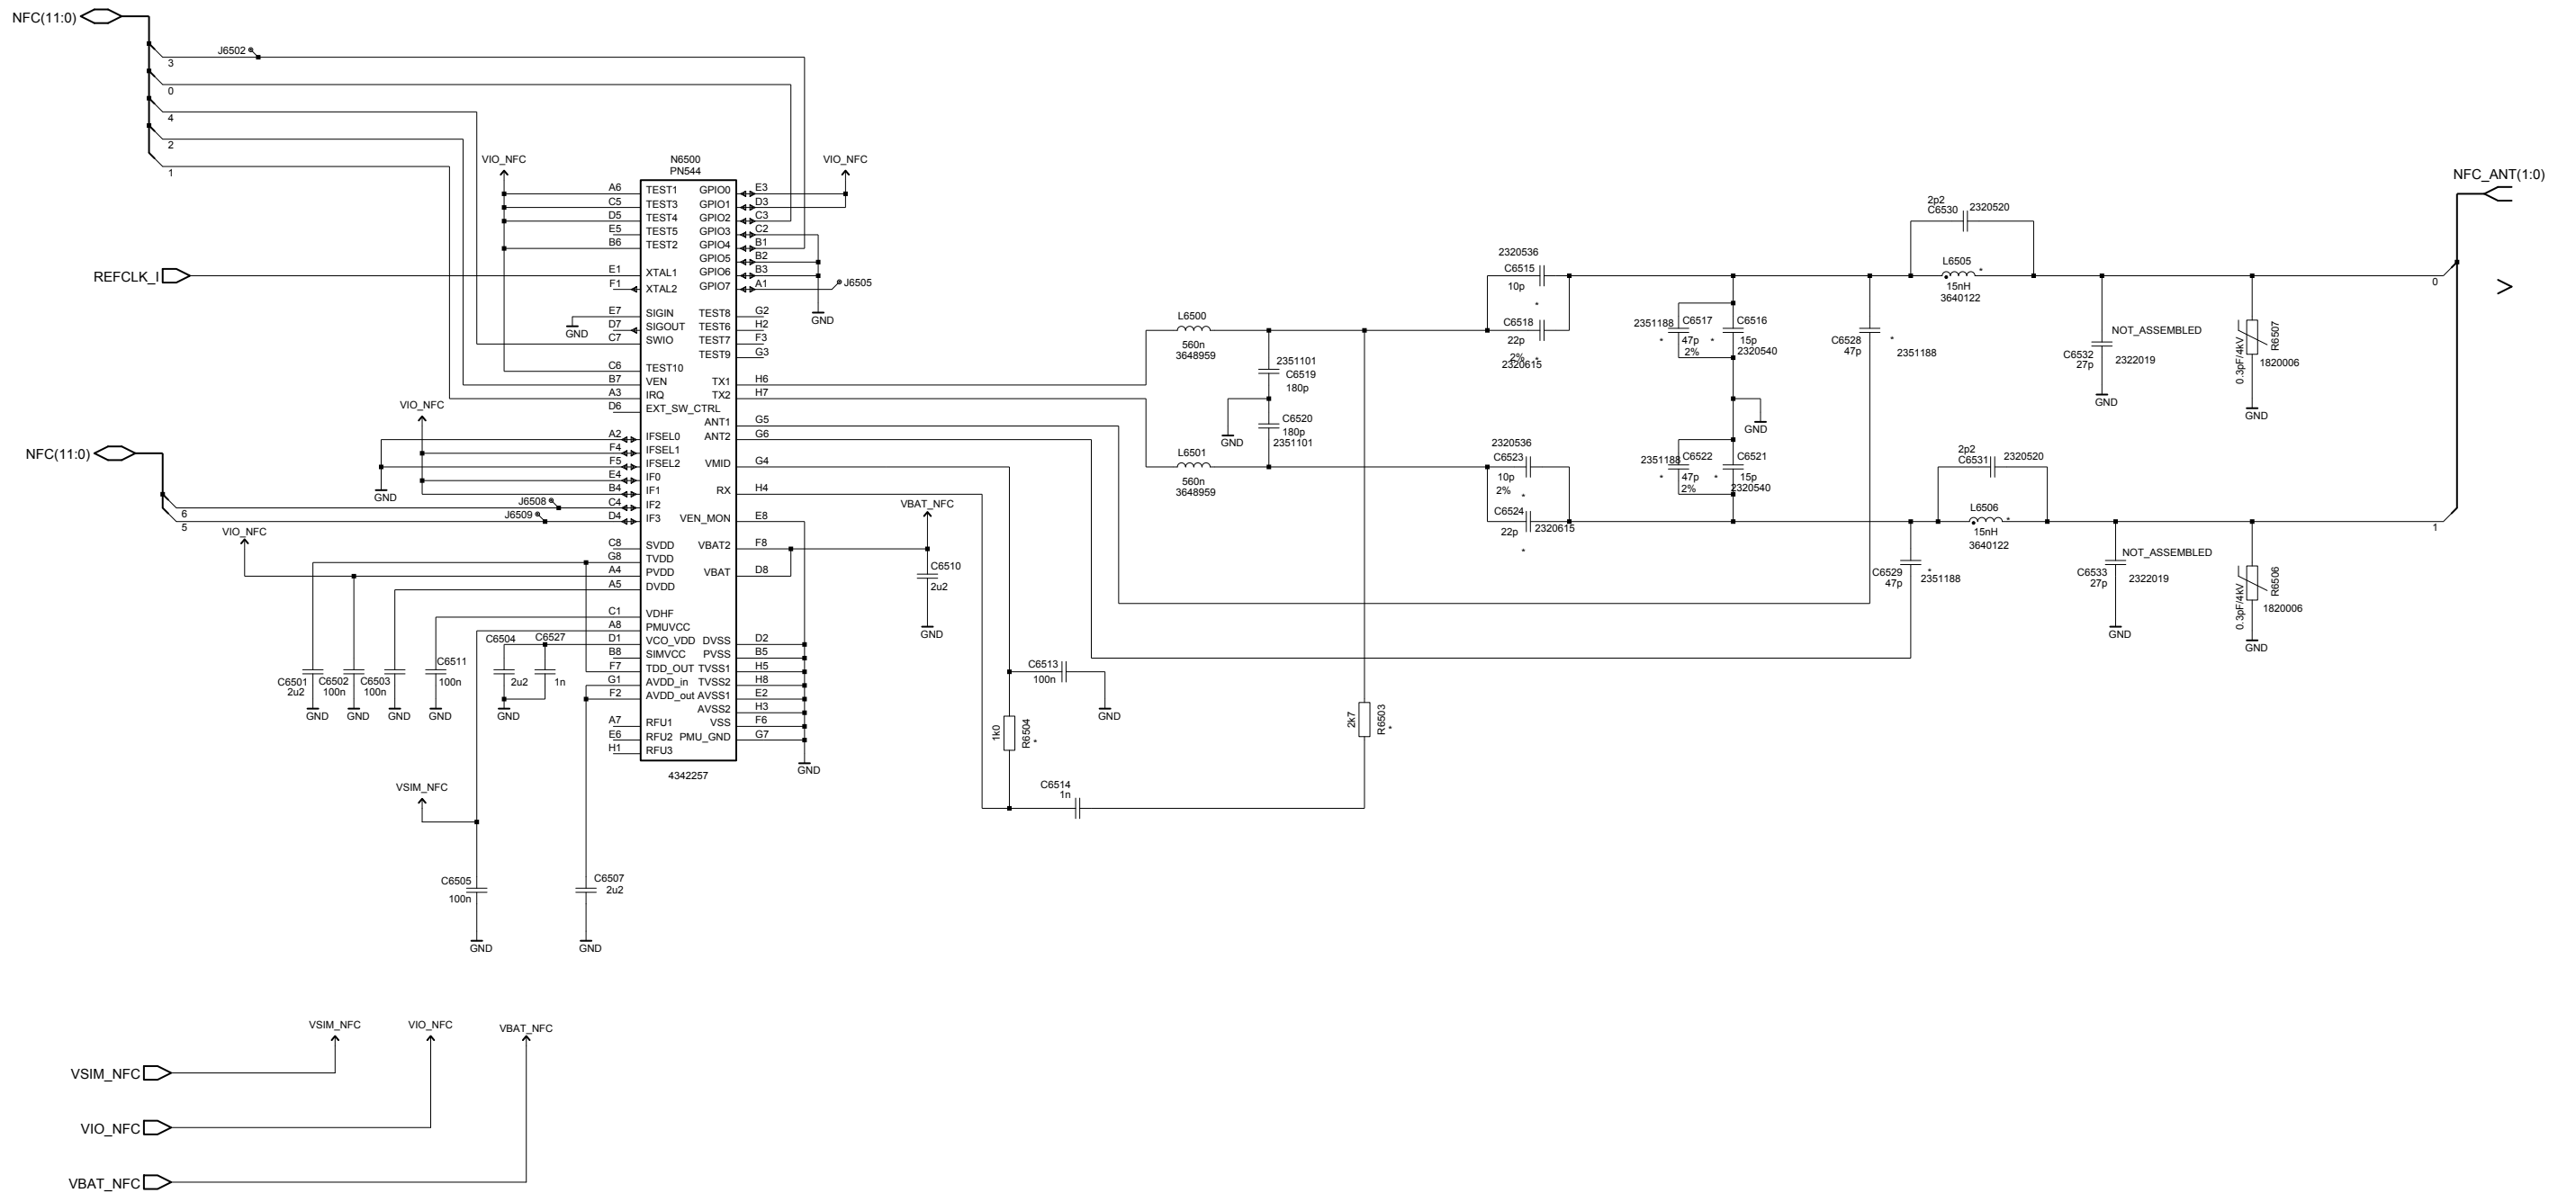 NFC(11:0)
J6502
3
0
4
2
1
REFCLK_I
VIO_NFC
N6500
PN544
VIO_NFC
A6 TEST1 GPIO0 E3
C5 TEST3 GPIO1 D3
D5 TEST4 GPIO2 C3
E5 TEST5 GPIO3 C2
B6 TEST2 GPIO4 B1
GPIO5 B2
E1 XTAL1 GPIO6 B3
F1 XTAL2 GPIO7 A1 J6505
E7 SIGIN TEST8 G2
GND
D7 SIGOUT TEST6 H2
C7 SWIO TEST7 F3
TEST9 G3
GND
C6 TEST10
B7 VEN TX1 H6
A3 IRQ TX2 H7
D6 EXT_SW_CTRL
ANT1 G5
VIO_NFC
A2 IFSEL0 ANT2 G6
F4 IFSEL1
F5 IFSEL2 VMID G4
E4 IF0
B4 IF1 RX H4
GND
NFC(11:0)
6
5
J6508 C4 IF2
J6509 D4 IF3 VEN_MON E8
VBAT_NFC
VIO_NFC
C8 SVDD VBAT2 F8
G8 TVDD
A4 PVDD VBAT D8
A5 DVDD
C6510
2u2
GND
C1 VDHF
A8 PMUVCC
D1 VCO_VDD DVSS D2
B8 SIMVCC PVSS B5
F7 TDD_OUT TVSS1 H5
G1 AVDD_in TVSS2 H8
F2 AVDD_out AVSS1 E2
AVSS2 H3
A7 RFU1 VSS F6
E6 RFU2 PMU_GND G7
H1 RFU3
GND
4342257
C6501
2u2
GND
C6502
100n
GND
C6503
100n
GND
C6511
100n
GND
C6504
2u2
C6527
1n
GND
VSIM_NFC
C6505
100n
GND
C6507
2u2
GND
C6513
100n
GND
1k0
R6504
*
C6514
1n
2k7
R6503
*
L6500
560n
3648959
2351101
C6519
180p
GND
C6520
180p
2351101
L6501
560n
3648959
2320536
C6515
10p
*
C6518
22p
2% *
2320615
2320536
C6523
10p
2%
*
C6524
22p
2320615
*
2351188 C6517
* 47p
2%
C6516
* 15p
2320540
GND
2351188 C6522
* 47p
2%
C6521
* 15p
2320540
C6528
47p
*
2351188
C6529
47p
*
2351188
2p2
C6530 2320520
L6505
*
15nH
3640122
2p2
C6531 2320520
L6506
*
15nH
3640122
NOT_ASSEMBLED
C6532
27p
2322019
GND
0.3pF/4kV
R6507
1820006
GND
NOT_ASSEMBLED
C6533
27p
2322019
GND
0.3pF/4kV
R6506
1820006
GND
NFC_ANT(1:0)
0
1
>
VSIM_NFC
VIO_NFC
VBAT_NFC
VSIM_NFC
VIO_NFC
VBAT_NFC